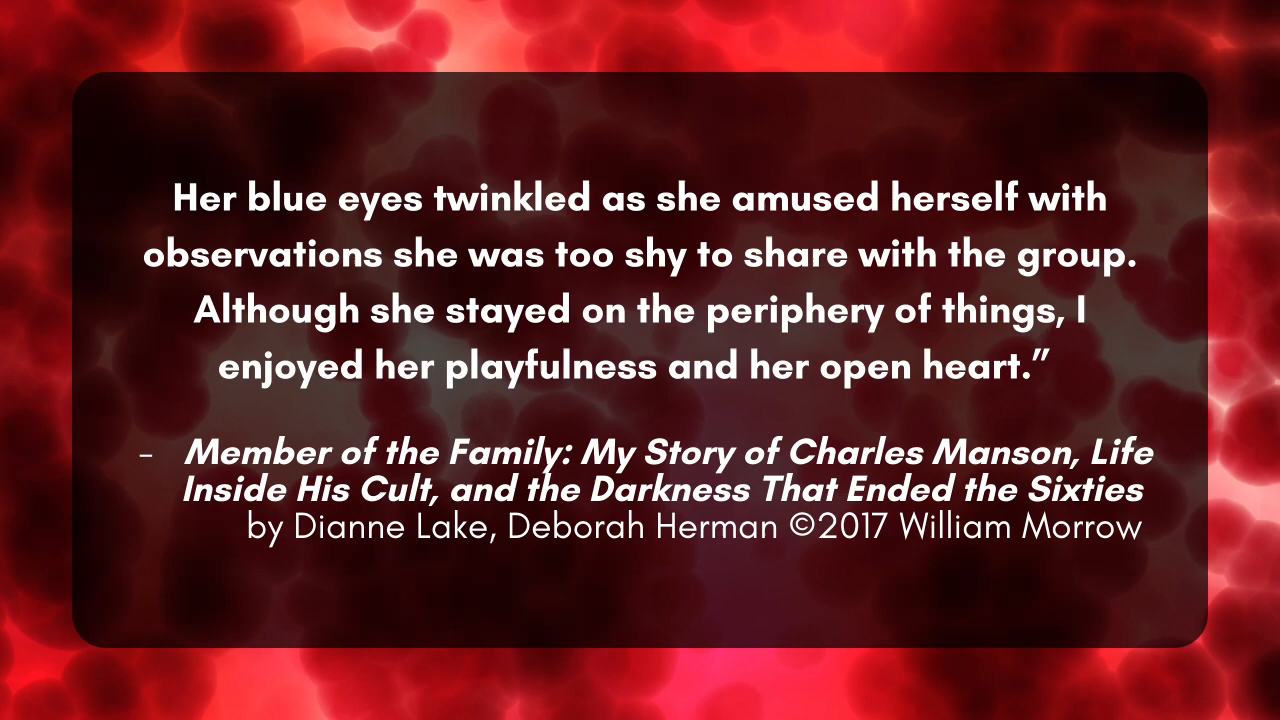 Her blue eyes twinkled as she amused herself with
observations she was too shy to share with the group.
Although she stayed on the periphery of things, I
enjoyed her playfulness and her open heart.”
- Member of the Family: My Story of Charles Manson, Life
Inside His Cult, and the Darkness That Ended the Sixties
by Dianne Lake, Deborah Herman ©2017 William Morrow